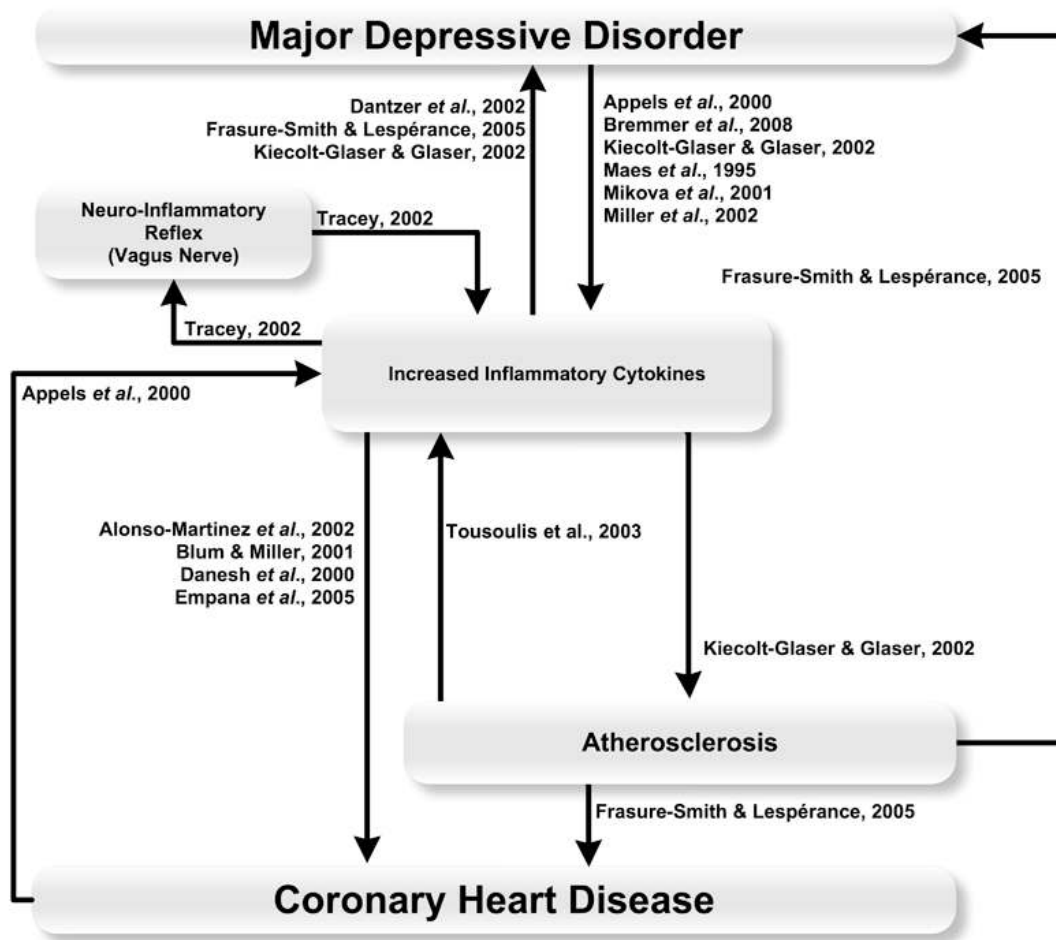 Major Depressive Disorder
Dantzer et al., 2002
Frasure-Smith & Lespérance, 2005
Kiecolt-Glaser & Glaser, 2002
Appels et al., 2000
Bremmer et al., 2008
Kiecolt-Glaser & Glaser, 2002
Maes et al., 1995
Mikova et al., 2001
Miller et al., 2002
Neuro-Inflammatory
Reflex
(Vagus Nerve)
Tracey, 2002
Frasure-Smith & Lespérance, 2005
Tracey, 2002
Increased Inflammatory Cytokines
Appels et al., 2000
Alonso-Martinez et al., 2002
Blum & Miller, 2001
Danesh et al., 2000
Empana et al., 2005
Tousoulis et al., 2003
Kiecolt-Glaser & Glaser, 2002
Atherosclerosis
Frasure-Smith & Lespérance, 2005
Coronary Heart Disease